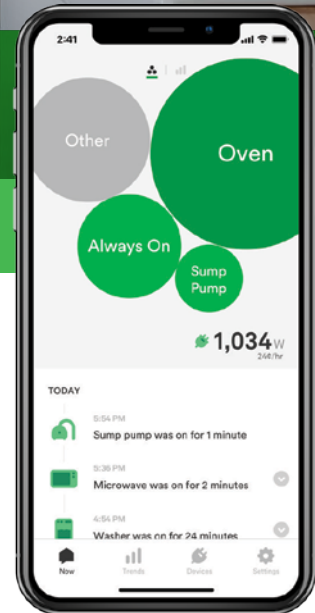 2:41
Other
Oven
Always On
Sump
Pump
1,034w
24¢/hr
TODAY
5:54 PM
Sump pump was on for 1 minute
5:36 PM
Microwave was on for 2 minutes
4:54 PM
Washer was on for 24 minutes
Now
Trends
Devices
Settings